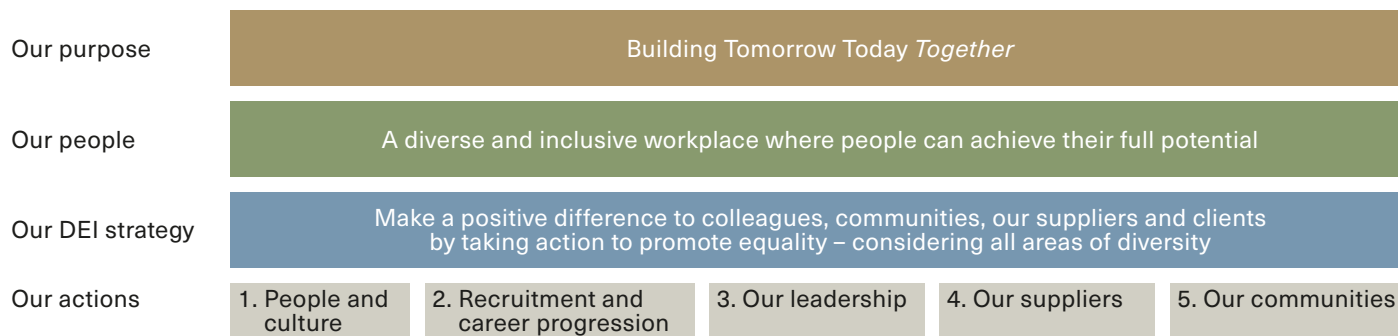 Our purpose
Building Tomorrow Today Together
Our people
A diverse and inclusive workplace where people can achieve their full potential
Our DEI strategy
Make a positive difference to colleagues, communities, our suppliers and clients
by taking action to promote equality – considering all areas of diversity
Our actions
1. People and
culture
2. Recruitment and
career progression
3. Our leadership
4. Our suppliers
5. Our communities